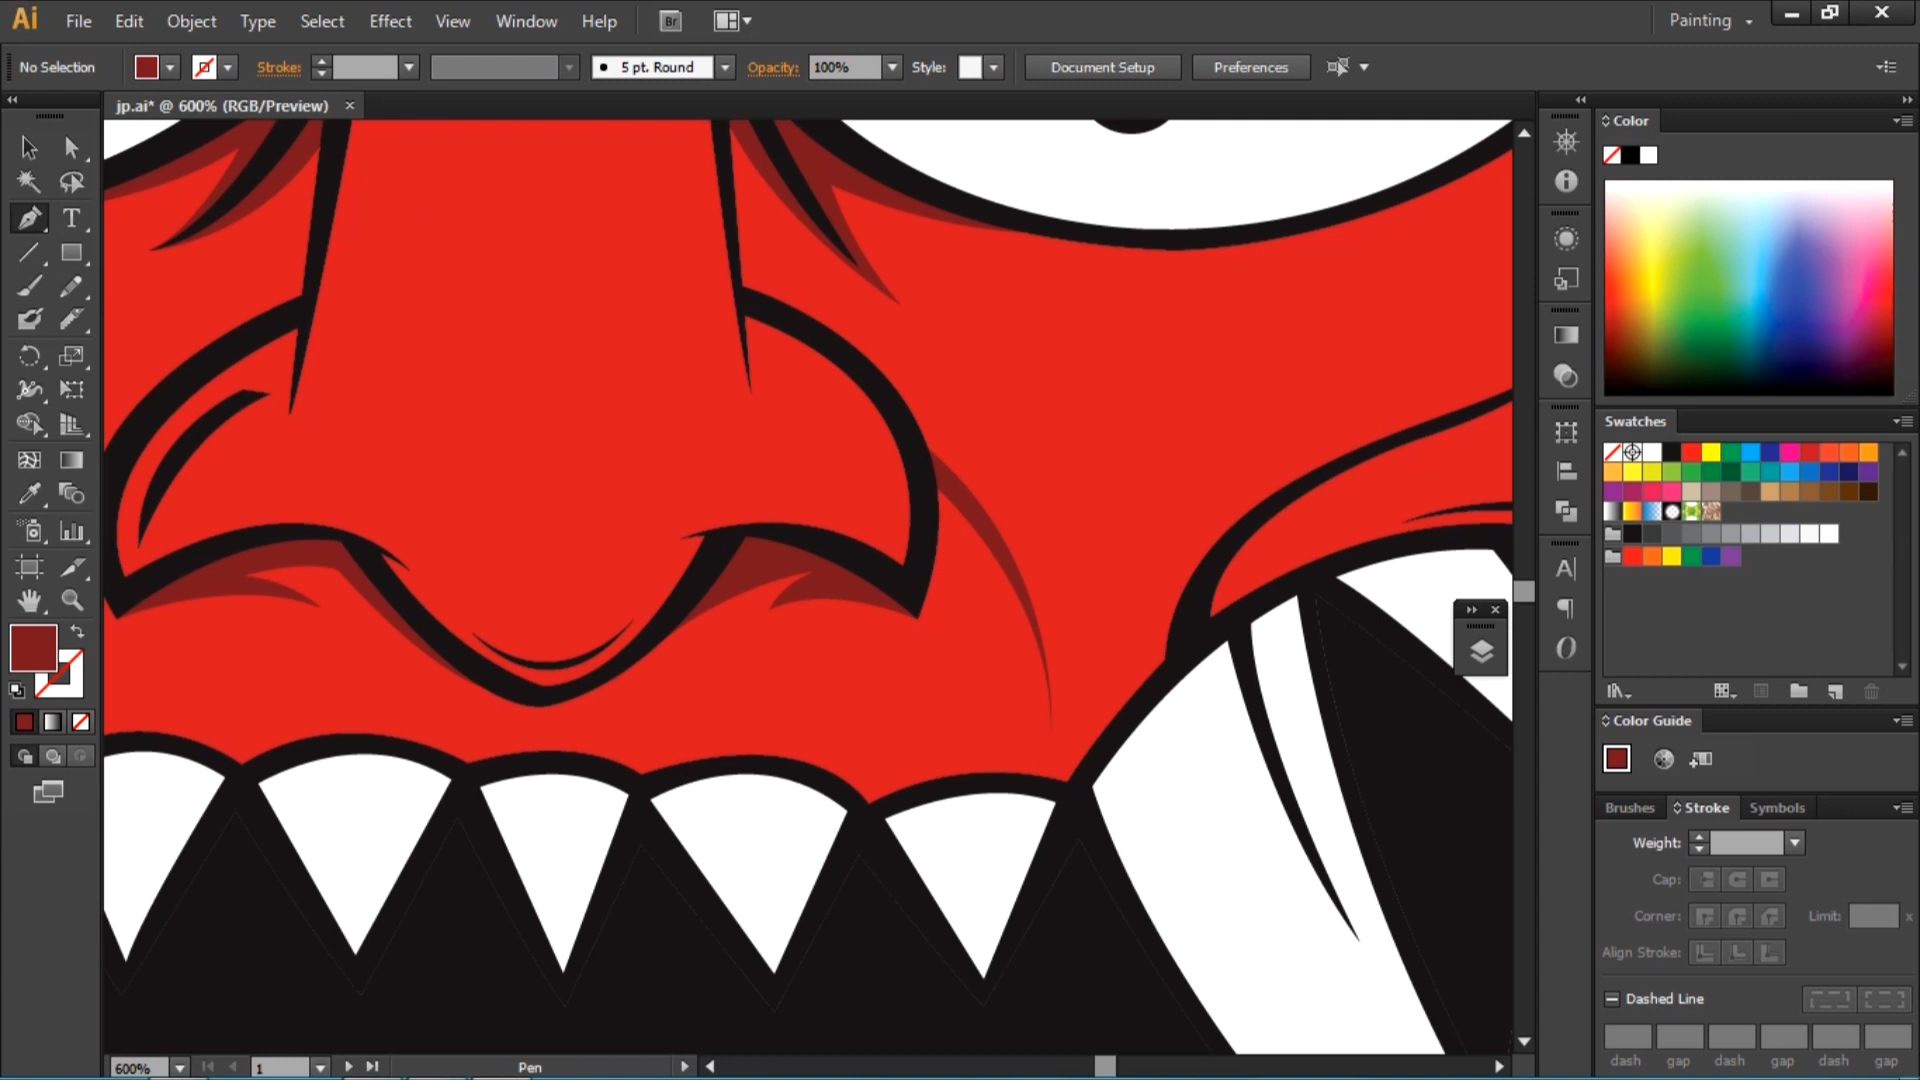 Ai File Edit Object Type Select Effect View Window Help Br Painting
No Selection Stroke: 5 pt. Round Opacity: 100% Style: Document Setup Preferences
jp.ai* @ 600% (RGB/Preview)
Color
Swatches
Color Guide
Brushes Stroke Symbols
Weight:
Cap:
Corner: Limit: x
Align Stroke:
Dashed Line
dash gap dash gap dash gap
600% 1 Pen